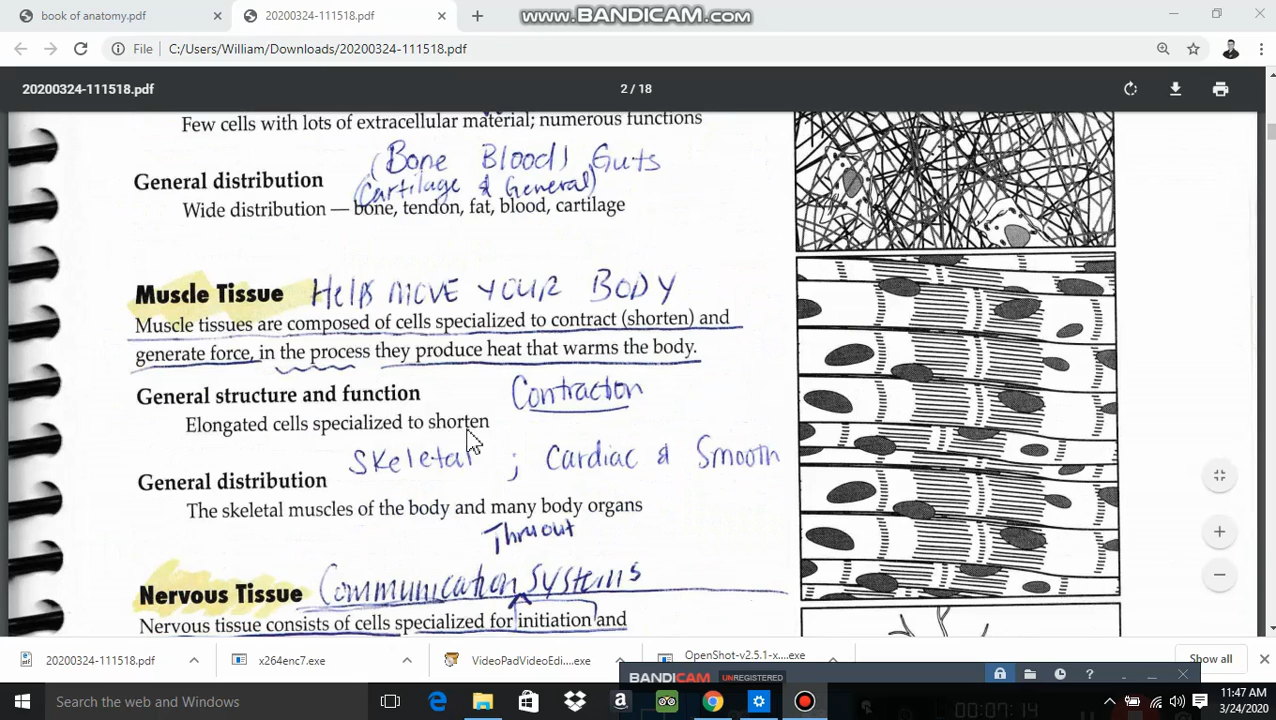 book of anatomy.pdf
20200324-111518.pdf
www.BANDICAM.com
File
C:/Users/William/Downloads/20200324-111518.pdf
20200324-111518.pdf
2 / 18
Few cells with lots of extracellular material; numerous functions
(Bone Blood) Guts
General distribution
(Cartilage & General)
Wide distribution — bone, tendon, fat, blood, cartilage
Muscle Tissue HELPS MOVE YOUR BODY
Muscle tissues are composed of cells specialized to contract (shorten) and
generate force, in the process they produce heat that warms the body.
General structure and function Contraction
Elongated cells specialized to shorten
Skeletal ; Cardiac & Smooth
General distribution
The skeletal muscles of the body and many body organs
Thruout
Nervous Tissue Communication Systems
Nervous tissue consists of cells specialized for initiation and
20200324-111518.pdf
x264enc7.exe
VideoPadVideoEdi....exe
OpenShot-v2.5.1-x....exe
Show all
BANDICAM UNREGISTERED
00:07:14
Search the web and Windows
11:47 AM
3/24/2020